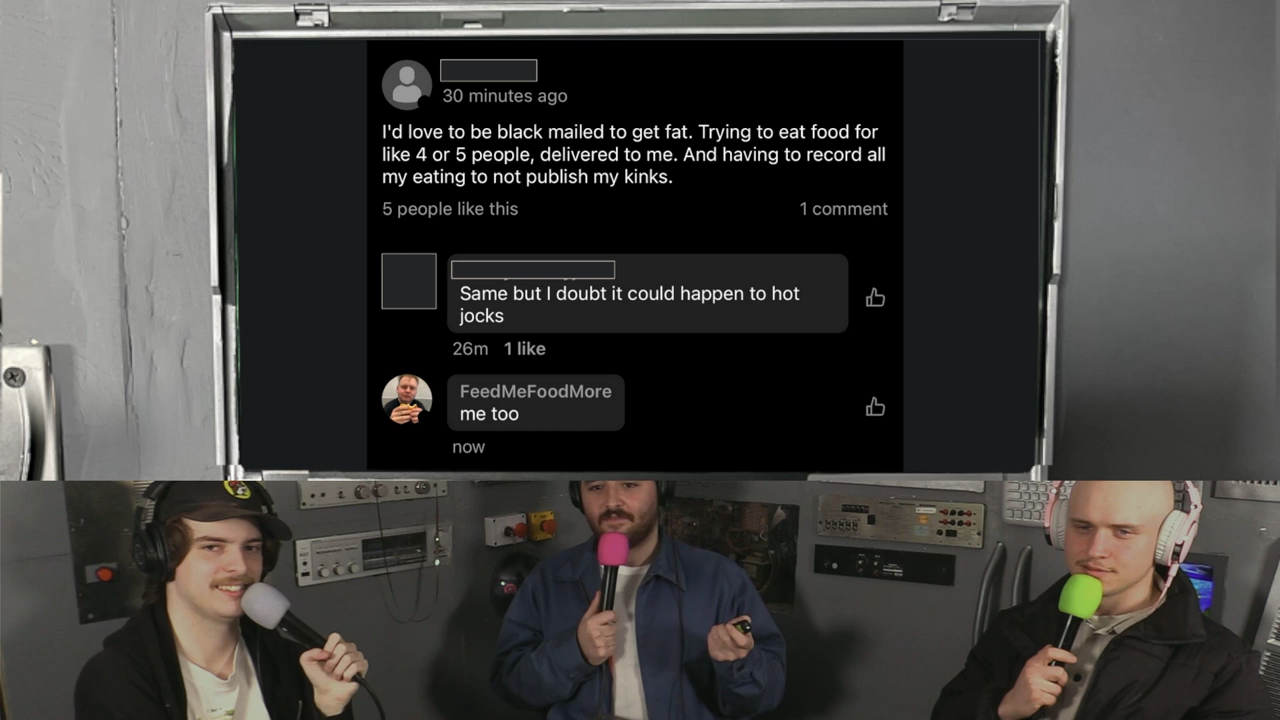 30 minutes ago
I'd love to be black mailed to get fat. Trying to eat food for
like 4 or 5 people, delivered to me. And having to record all
my eating to not publish my kinks.
5 people like this
1 comment
Same but I doubt it could happen to hot
jocks
26m 1 like
FeedMeFoodMore
me too
now